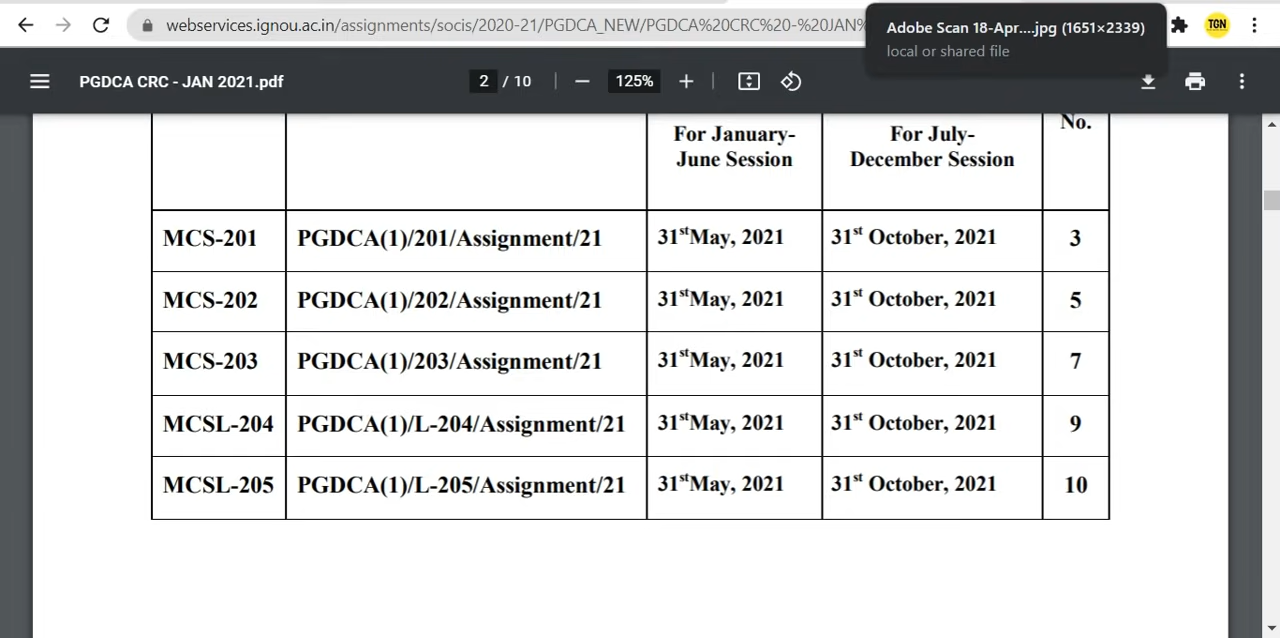 webservices.ignou.ac.in/assignments/socis/2020-21/PGDCA_NEW/PGDCA%20CRC%20-%20JAN%
Adobe Scan 18-Apr....jpg (1651×2339)
local or shared file
TGN
PGDCA CRC - JAN 2021.pdf
2 / 10
125%
For January-
June Session
For July-
December Session
No.
MCS-201 PGDCA(1)/201/Assignment/21 31stMay, 2021 31st October, 2021 3
MCS-202 PGDCA(1)/202/Assignment/21 31stMay, 2021 31st October, 2021 5
MCS-203 PGDCA(1)/203/Assignment/21 31stMay, 2021 31st October, 2021 7
MCSL-204 PGDCA(1)/L-204/Assignment/21 31stMay, 2021 31st October, 2021 9
MCSL-205 PGDCA(1)/L-205/Assignment/21 31stMay, 2021 31st October, 2021 10